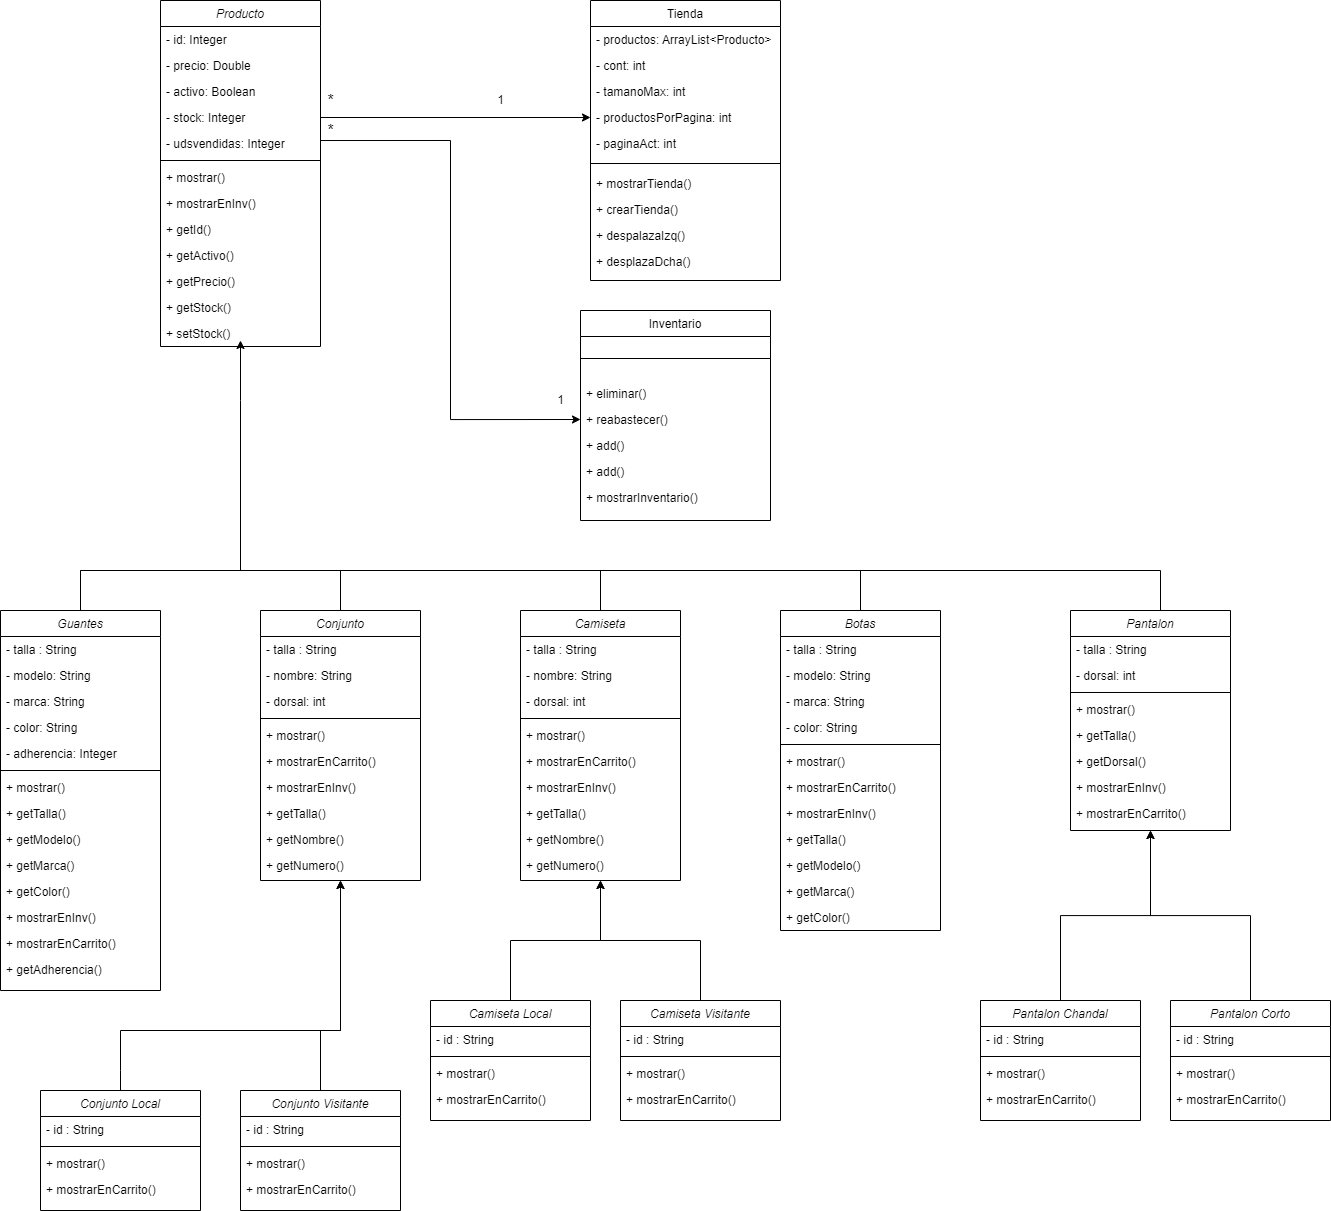 Producto
- id: Integer
- precio: Double
- activo: Boolean
- stock: Integer
- udsvendidas: Integer
+ mostrar()
+ mostrarEnInv()
+ getId()
+ getActivo()
+ getPrecio()
+ getStock()
+ setStock()
*
1
*
1
Tienda
- productos: ArrayList<Producto>
- cont: int
- tamanoMax: int
- productosPorPagina: int
- paginaAct: int
+ mostrarTienda()
+ crearTienda()
+ despalazaIzq()
+ desplazaDcha()
Inventario
+ eliminar()
+ reabastecer()
+ add()
+ add()
+ mostrarInventario()
Guantes
- talla : String
- modelo: String
- marca: String
- color: String
- adherencia: Integer
+ mostrar()
+ getTalla()
+ getModelo()
+ getMarca()
+ getColor()
+ mostrarEnInv()
+ mostrarEnCarrito()
+ getAdherencia()
Conjunto
- talla : String
- nombre: String
- dorsal: int
+ mostrar()
+ mostrarEnCarrito()
+ mostrarEnInv()
+ getTalla()
+ getNombre()
+ getNumero()
Camiseta
- talla : String
- nombre: String
- dorsal: int
+ mostrar()
+ mostrarEnCarrito()
+ mostrarEnInv()
+ getTalla()
+ getNombre()
+ getNumero()
Botas
- talla : String
- modelo: String
- marca: String
- color: String
+ mostrar()
+ mostrarEnCarrito()
+ mostrarEnInv()
+ getTalla()
+ getModelo()
+ getMarca()
+ getColor()
Pantalon
- talla : String
- dorsal: int
+ mostrar()
+ getTalla()
+ getDorsal()
+ mostrarEnInv()
+ mostrarEnCarrito()
Conjunto Local
- id : String
+ mostrar()
+ mostrarEnCarrito()
Conjunto Visitante
- id : String
+ mostrar()
+ mostrarEnCarrito()
Camiseta Local
- id : String
+ mostrar()
+ mostrarEnCarrito()
Camiseta Visitante
- id : String
+ mostrar()
+ mostrarEnCarrito()
Pantalon Chandal
- id : String
+ mostrar()
+ mostrarEnCarrito()
Pantalon Corto
- id : String
+ mostrar()
+ mostrarEnCarrito()